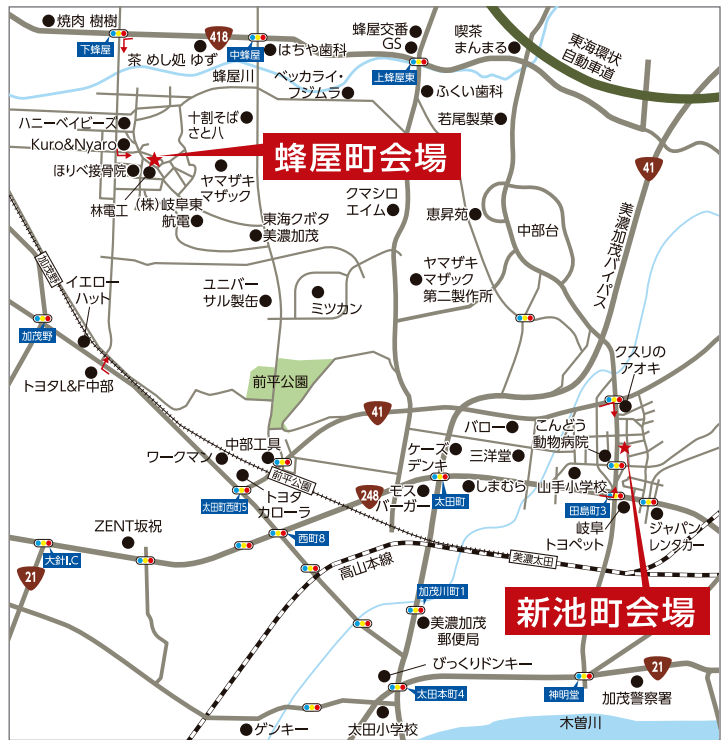 焼肉 樹樹
418
蜂屋交番
GS
喫茶
まんまる
下蜂屋
茶 めし処 ゆず
中蜂屋
はちや歯科
上蜂屋東
東海環状
自動車道
蜂屋川
ベッカライ・
フジムラ
ふくい歯科
ハニーベイビーズ
十割そば
さと八
若尾製菓
Kuro&Nyaro
蜂屋町会場
41
ほりべ接骨院
ヤマザキ
マザック
林電工
(株)岐阜東
航電
クマシロ
エイム
恵昇苑
東海クボタ
美濃加茂
中部台
美濃加茂バイパス
加茂野
イエロー
ハット
ユニバー
サル製缶
ミツカン
ヤマザキ
マザック
第二製作所
加茂野
トヨタL&F中部
前平公園
クスリの
アオキ
41
バロー
こんどう
動物病院
ワークマン
中部工具
ケーズ
デンキ
三洋堂
前平公園
トヨタ
カローラ
太田町西町5
248
モス
バーガー
太田町
しまむら
山手小学校
田島町3
ZENT坂祝
西町8
岐阜
トヨペット
ジャパン
レンタカー
大針I.C
21
高山本線
美濃太田
加茂川町1
新池町会場
美濃加茂
郵便局
びっくりドンキー
21
太田本町4
神明堂
加茂警察署
ゲンキー
太田小学校
木曽川